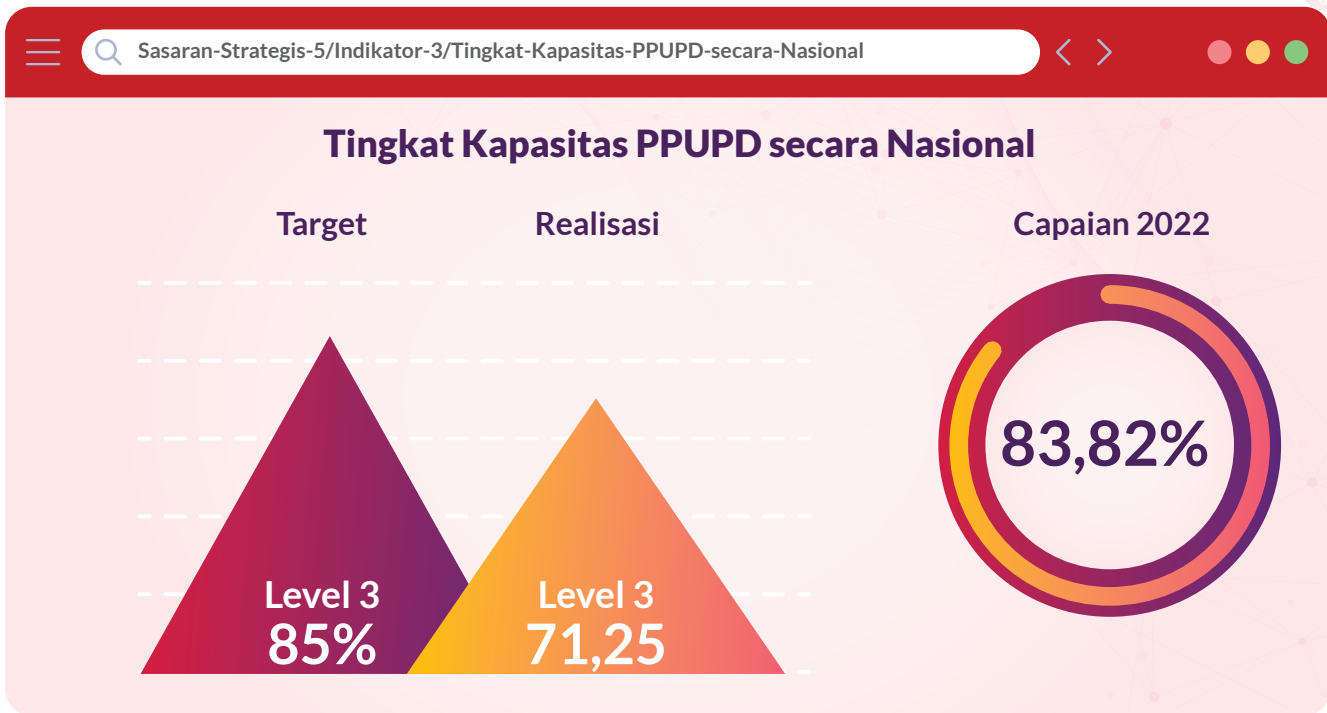 Sasaran-Strategis-5/Indikator-3/Tingkat-Kapasitas-PPUPD-secara-Nasional
Tingkat Kapasitas PPUPD secara Nasional
Target
Realisasi
Capaian 2022
83,82%
Level 3
85%
Level 3
71,25